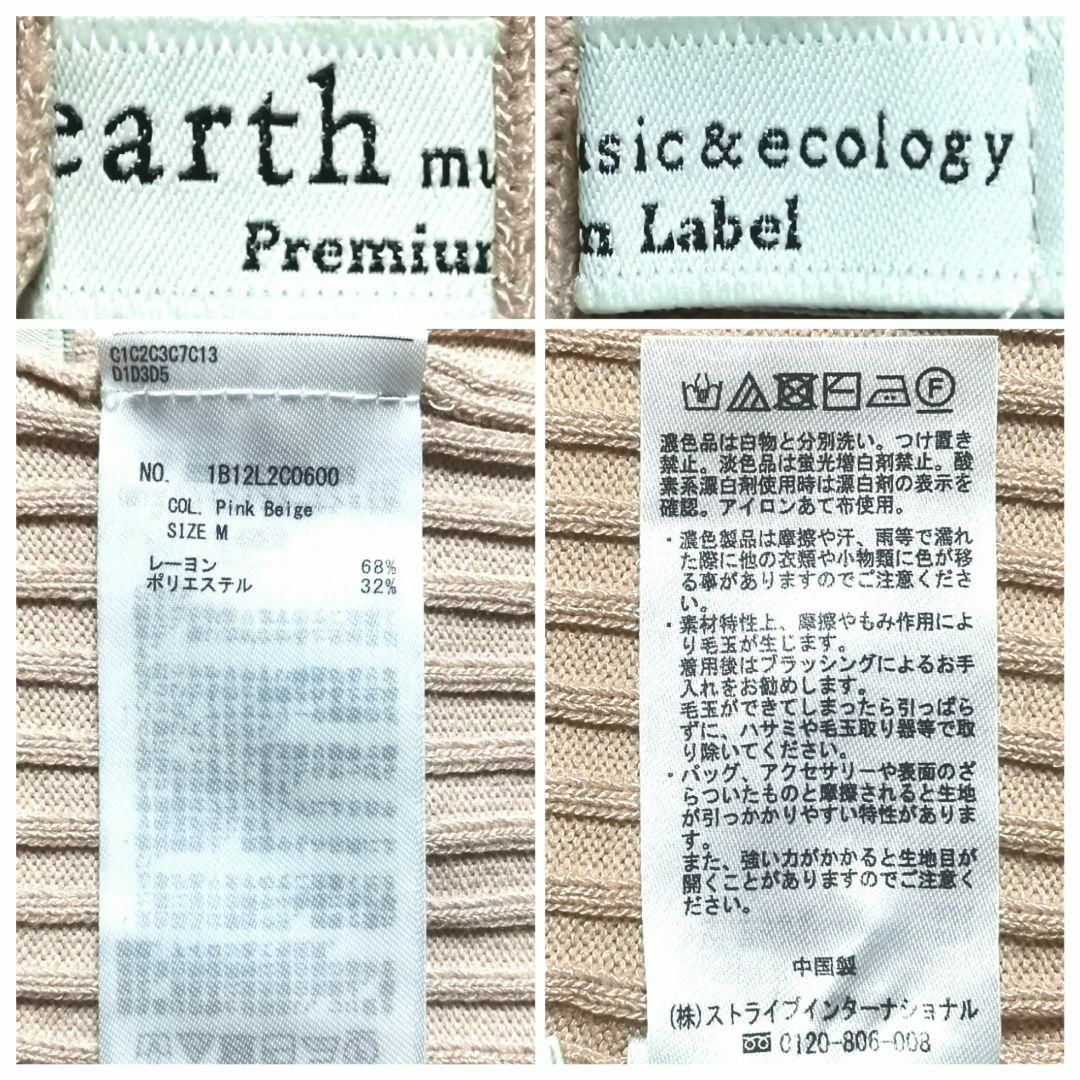 earth mu
Premium
sic&ecology
m Label
C1C2C3C7C13
D1D3D5
NO. 1B12L2C0600
COL. Pink Beige
SIZE M
レーヨン 68%
ポリエステル 32%
F
濃色品は白物と分別洗い。つけ置き
禁止。淡色品は蛍光増白剤禁止。酸
素系漂白剤使用時は漂白剤の表示を
確認。アイロンあて布使用。
・濃色製品は摩擦や汗、雨等で濡れ
た際に他の衣類や小物類に色が移
る事がありますのでご注意くださ
い。
・素材特性上、摩擦やもみ作用によ
り毛玉が生じます。
着用後はブラッシングによるお手
入れをお勧めします。
毛玉ができてしまったら引っぱら
ずに、ハサミや毛玉取り器等で取
り除いてください。
・バッグ、アクセサリーや表面のざ
らついたものと摩擦されると生地
が引っかかりやすい特性がありま
す。
また、強い力がかかると生地目が
開くことがありますのでご注意く
ださい。
中国製
(株)ストライプインターナショナル
0120-806-008